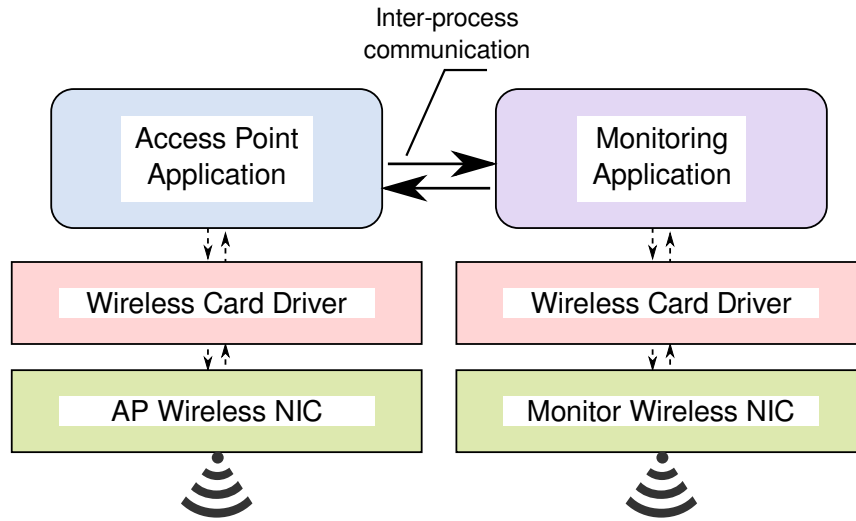 Inter-process
communication
Access Point
Application
Monitoring
Application
Wireless Card Driver
Wireless Card Driver
AP Wireless NIC
Monitor Wireless NIC